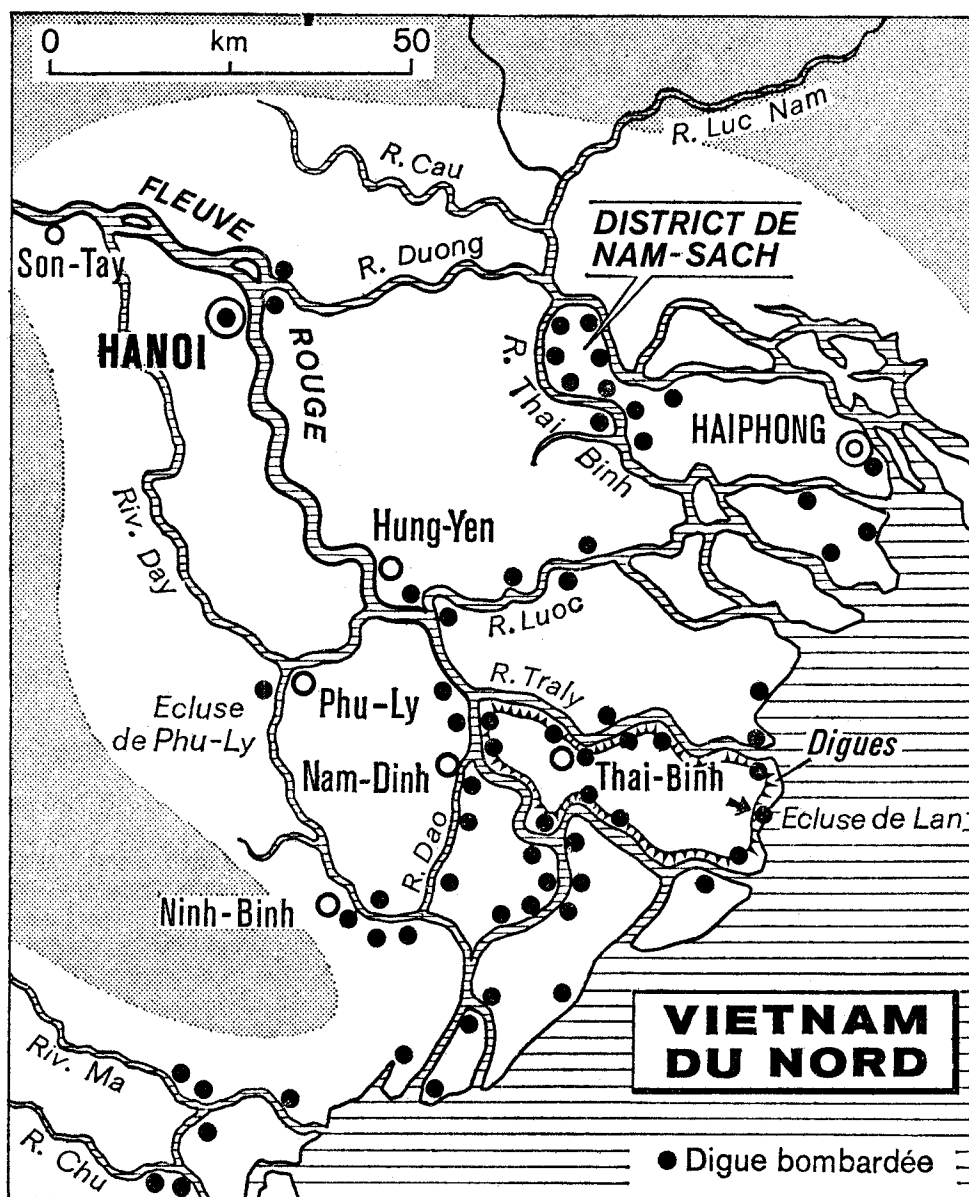 0 km 50
R. Luc Nam
R. Cau
FLEUVE
ROUGE
DISTRICT DE
NAM-SACH
Son-Tay
R. Duong
HANOI
R. Thai Binh
HAIPHONG
Riv. Day
Hung-Yen
R. Luoc
R. Traly
Phu-Ly
Ecluse
de Phu-Ly
Digues
Nam-Dinh
Thai-Binh
Ecluse de Lan
R. Dao
Ninh-Binh
VIETNAM
DU NORD
Riv. Ma
R. Chu
Digue bombardée